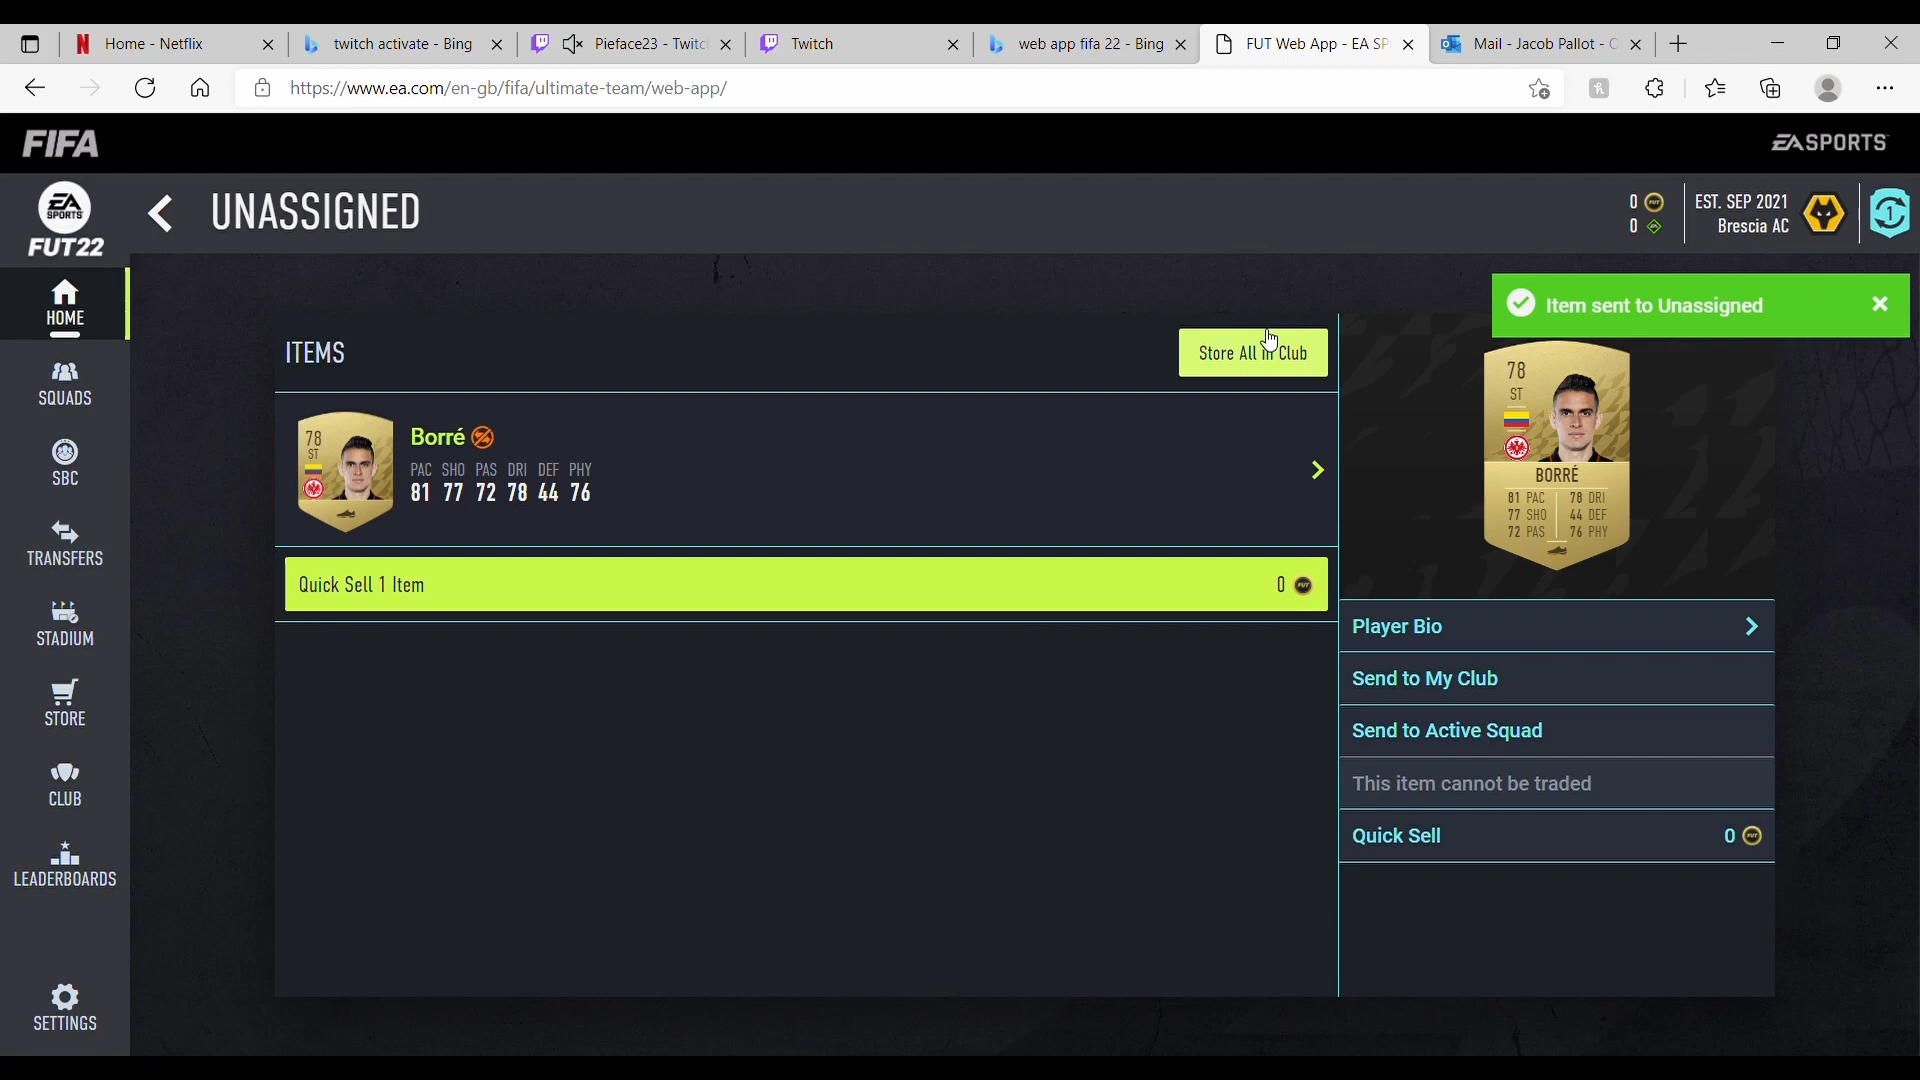 Home - Netflix
twitch activate - Bing
Pieface23 - Twitc
Twitch
web app fifa 22 - Bing
FUT Web App - EA SP
Mail - Jacob Pallot - O
https://www.ea.com/en-gb/fifa/ultimate-team/web-app/
FIFA
EA SPORTS
EA SPORTS
FUT22
UNASSIGNED
0
0
EST. SEP 2021
Brescia AC
1
HOME
SQUADS
SBC
TRANSFERS
STADIUM
STORE
CLUB
LEADERBOARDS
SETTINGS
Item sent to Unassigned
ITEMS
Store All in Club
78
ST
Borré
PAC SHO PAS DRI DEF PHY
81 77 72 78 44 76
Quick Sell 1 Item 0
78
ST
BORRÉ
81 PAC 78 DRI
77 SHO 44 DEF
72 PAS 76 PHY
Player Bio
Send to My Club
Send to Active Squad
This item cannot be traded
Quick Sell 0